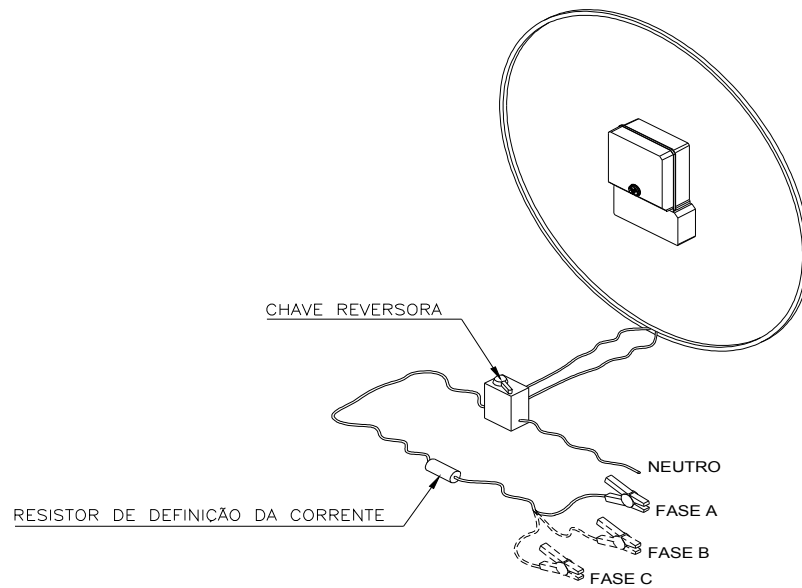 CHAVE REVERSORA
NEUTRO
RESISTOR DE DEFINIÇÃO DA CORRENTE
FASE A
FASE B
FASE C